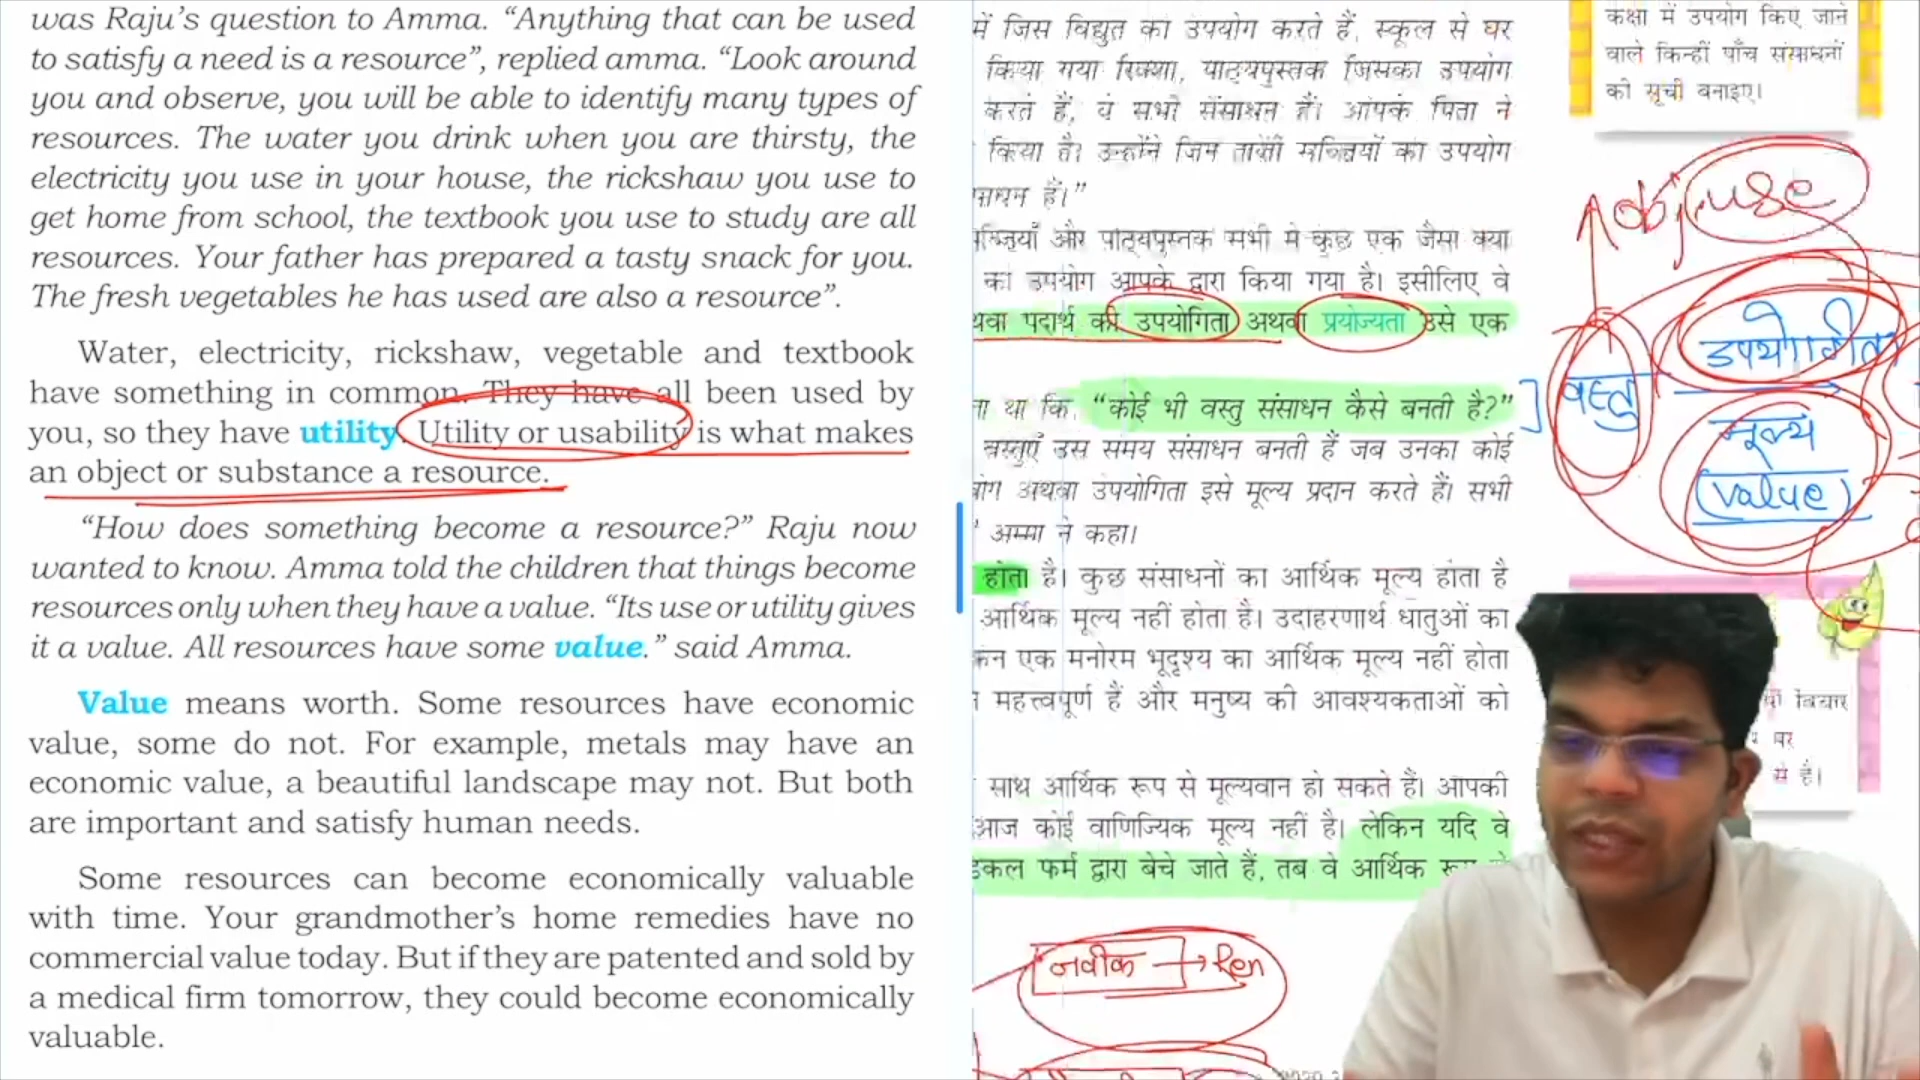 was Raju's question to Amma. “Anything that can be used
to satisfy a need is a resource”, replied amma. “Look around
you and observe, you will be able to identify many types of
resources. The water you drink when you are thirsty, the
electricity you use in your house, the rickshaw you use to
get home from school, the textbook you use to study are all
resources. Your father has prepared a tasty snack for you.
The fresh vegetables he has used are also a resource”.
Water, electricity, rickshaw, vegetable and textbook
have something in common. They have all been used by
you, so they have utility. Utility or usability is what makes
an object or substance a resource.
“How does something become a resource?” Raju now
wanted to know. Amma told the children that things become
resources only when they have a value. “Its use or utility gives
it a value. All resources have some value.” said Amma.
Value means worth. Some resources have economic
value, some do not. For example, metals may have an
economic value, a beautiful landscape may not. But both
are important and satisfy human needs.
Some resources can become economically valuable
with time. Your grandmother's home remedies have no
commercial value today. But if they are patented and sold by
a medical firm tomorrow, they could become economically
valuable.
में जिस विद्युत का उपयोग करते हैं, स्कूल से घर
किया गया रिक्शा, पाठ्यपुस्तक जिसका उपयोग
करते हैं, वे सभी संसाधन हैं। आपके पिता ने
किया है। उन्होंने जिन ताज़ी सब्ज़ियों का उपयोग
हैं।”
और पाठ्यपुस्तक सभी में कुछ एक जैसा क्या
का उपयोग आपके द्वारा किया गया है। इसीलिए वे
पदार्थ की उपयोगिता अथवा प्रयोज्यता उसे एक
था कि, “कोई भी वस्तु संसाधन कैसे बनती है?”
वस्तुएँ उस समय संसाधन बनती हैं जब उनका कोई
अथवा उपयोगिता इसे मूल्य प्रदान करते हैं। सभी
अम्मा ने कहा।
होता है। कुछ संसाधनों का आर्थिक मूल्य होता है
आर्थिक मूल्य नहीं होता है। उदाहरणार्थ धातुओं का
एक मनोरम भूदृश्य का आर्थिक मूल्य नहीं होता
महत्त्वपूर्ण हैं और मनुष्य की आवश्यकताओं को
साथ आर्थिक रूप से मूल्यवान हो सकते हैं। आपकी
आज कोई वाणिज्यिक मूल्य नहीं है। लेकिन यदि वे
फर्म द्वारा बेचे जाते हैं, तब वे आर्थिक
कक्षा में उपयोग किए जाने
वाले किन्हीं पाँच संसाधनों
की सूची बनाइए।
obj use
वस्तु
मूल्य
(value)
विचार
पर
से है।
→ Pen